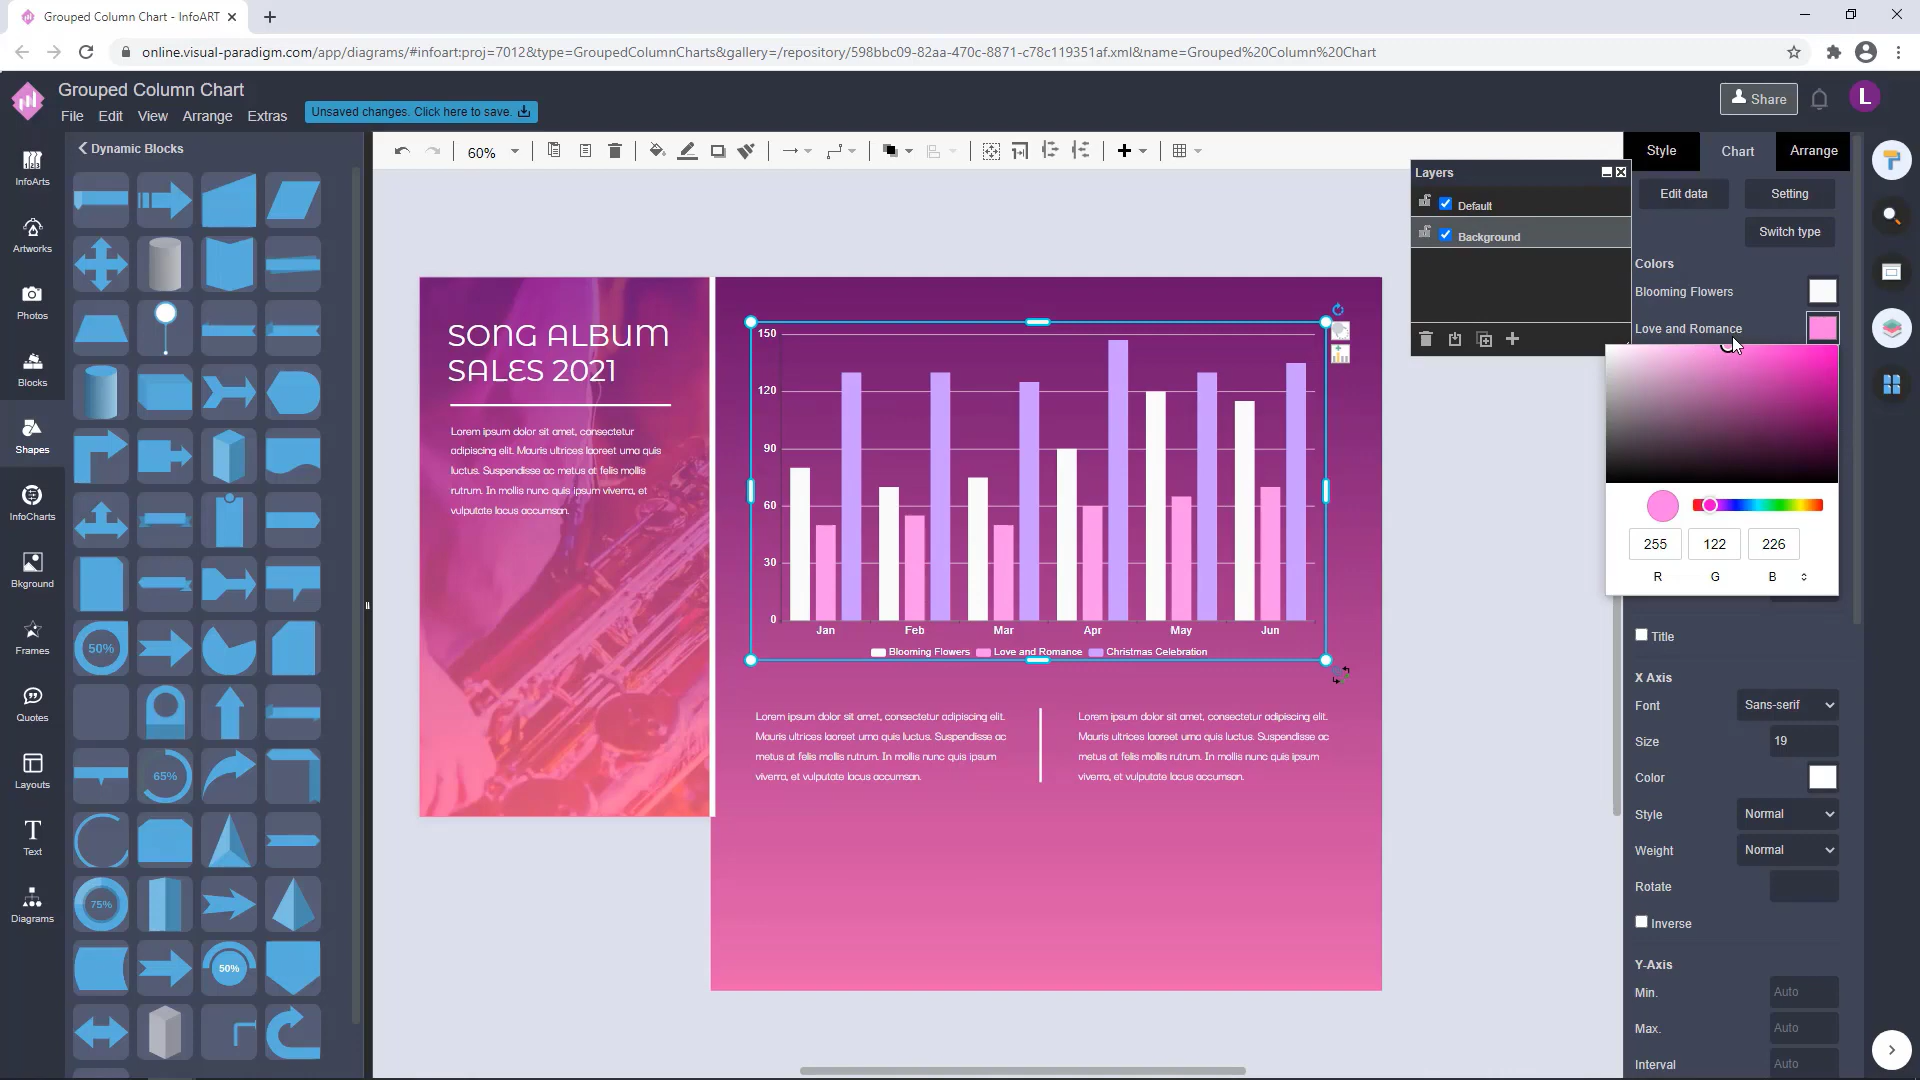 Grouped Column Chart - InfoART
online.visual-paradigm.com/app/diagrams/#infoart:proj=7012&type=GroupedColumnCharts&gallery=/repository/598bbc09-82aa-470c-8871-c78c119351af.xml&name=Grouped%20Column%20Chart
Grouped Column Chart
File Edit View Arrange Extras
Unsaved changes. Click here to save.
Share
L
InfoArts
Artworks
Photos
Blocks
Shapes
InfoCharts
Bkground
Frames
Quotes
Layouts
Text
Diagrams
Dynamic Blocks
50%
65%
75%
50%
60%
SONG ALBUM
SALES 2021
Lorem ipsum dolor sit amet, consectetur
adipiscing elit. Mauris ultrices laoreet urna quis
luctus. Suspendisse ac metus at felis mollis
rutrum. In mollis nunc quis ipsum viverra, et
vulputate lacus accumsan.
150
120
90
60
30
0
Jan Feb Mar Apr May Jun
Blooming Flowers Love and Romance Christmas Celebration
Lorem ipsum dolor sit amet, consectetur adipiscing elit.
Mauris ultrices laoreet urna quis luctus. Suspendisse ac
metus at felis mollis rutrum. In mollis nunc quis ipsum
viverra, et vulputate lacus accumsan.
Lorem ipsum dolor sit amet, consectetur adipiscing elit.
Mauris ultrices laoreet urna quis luctus. Suspendisse ac
metus at felis mollis rutrum. In mollis nunc quis ipsum
viverra, et vulputate lacus accumsan.
Layers
Default
Background
Style Chart Arrange
Edit data Setting
Switch type
Colors
Blooming Flowers
Love and Romance
255 122 226
R G B
Title
X Axis
Font Sans-serif
Size 19
Color
Style Normal
Weight Normal
Rotate
Inverse
Y-Axis
Min. Auto
Max. Auto
Interval Auto